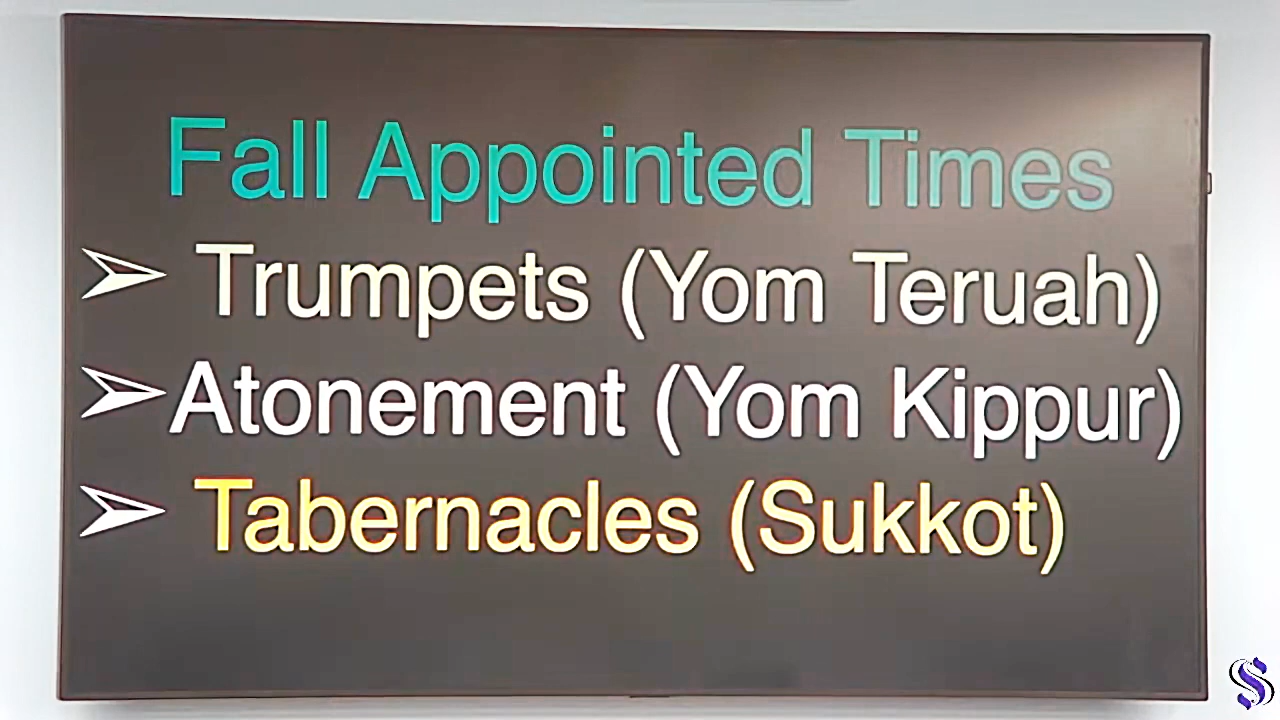 Fall Appointed Times
➢ Trumpets (Yom Teruah)
➢ Atonement (Yom Kippur)
➢ Tabernacles (Sukkot)